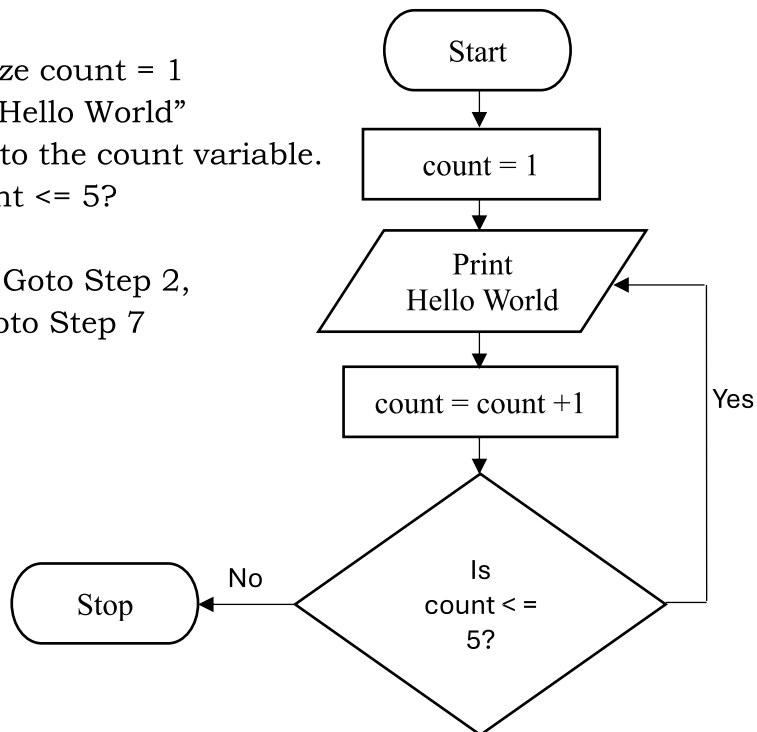 ze count = 1
Hello World”
to the count variable.
nt <= 5?
Goto Step 2,
oto Step 7
Start
count = 1
Print
Hello World
count = count +1
Yes
Is
count < =
5?
No
Stop